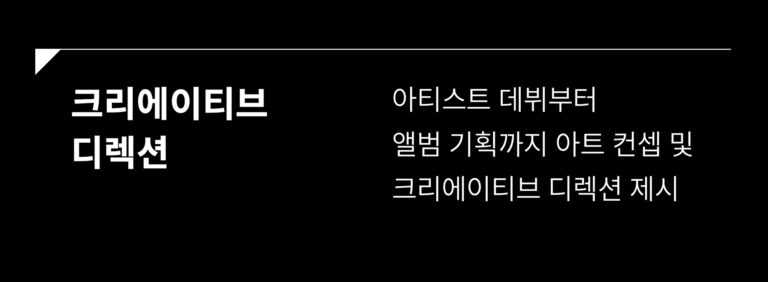 크리에이티브
디렉션
아티스트 데뷔부터
앨범 기획까지 아트 컨셉 및
크리에이티브 디렉션 제시